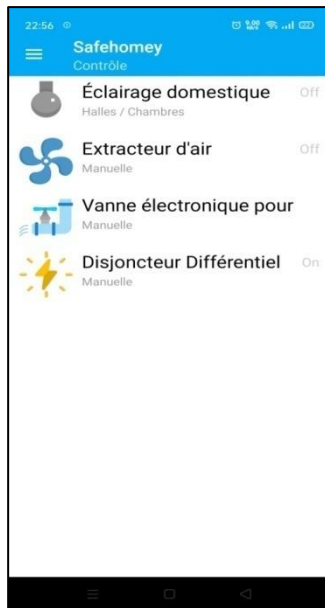 22:56
Safehomey
Contrôle
Éclairage domestique Off
Halles / Chambres
Extracteur d'air Off
Manuelle
Vanne électronique pour
Manuelle
Disjoncteur Différentiel On
Manuelle